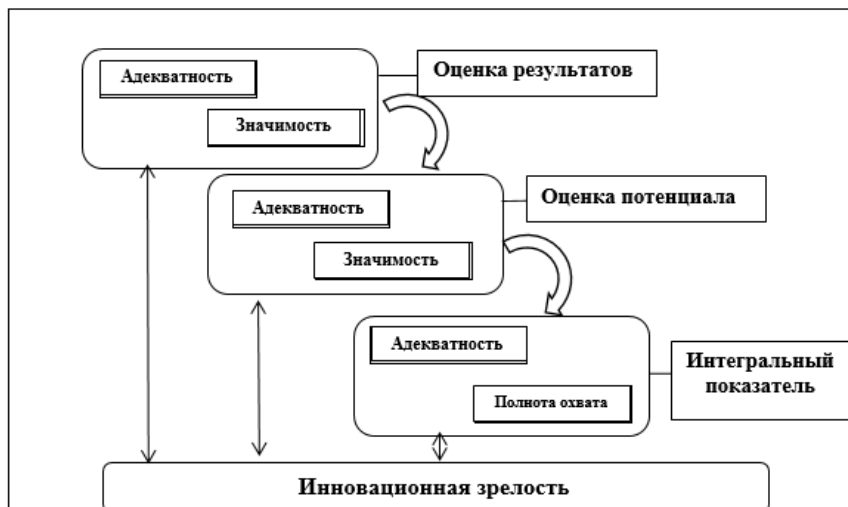 Адекватность
Оценка результатов
Значимость
Адекватность
Оценка потенциала
Значимость
Адекватность
Интегральный
показатель
Полнота охвата
Инновационная зрелость